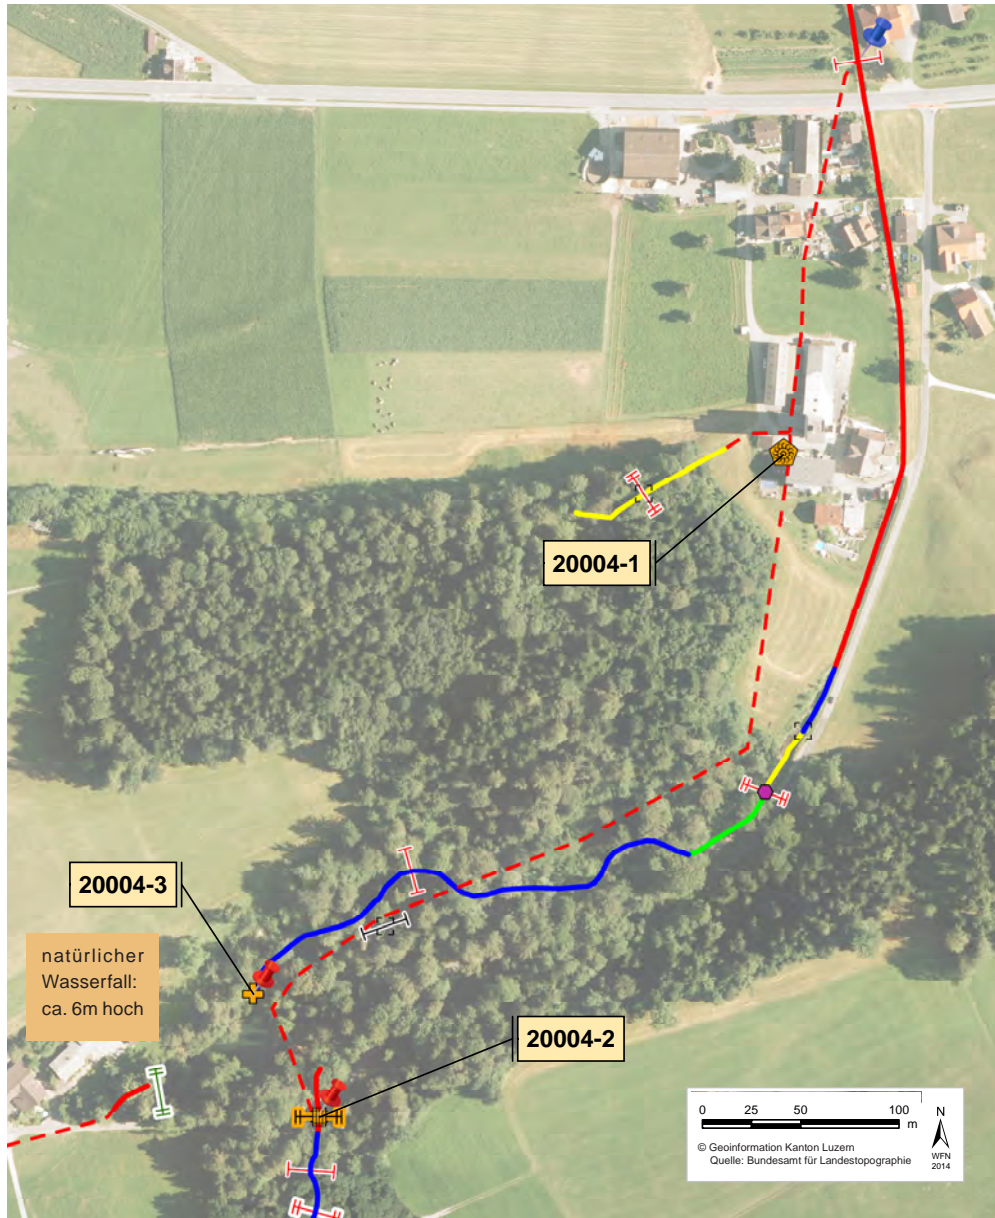 20004-1
20004-3
natürlicher
Wasserfall:
ca. 6m hoch
20004-2
0 25 50 100
m
N
WFN
2014
© Geoinformation Kanton Luzern
Quelle: Bundesamt für Landestopographie